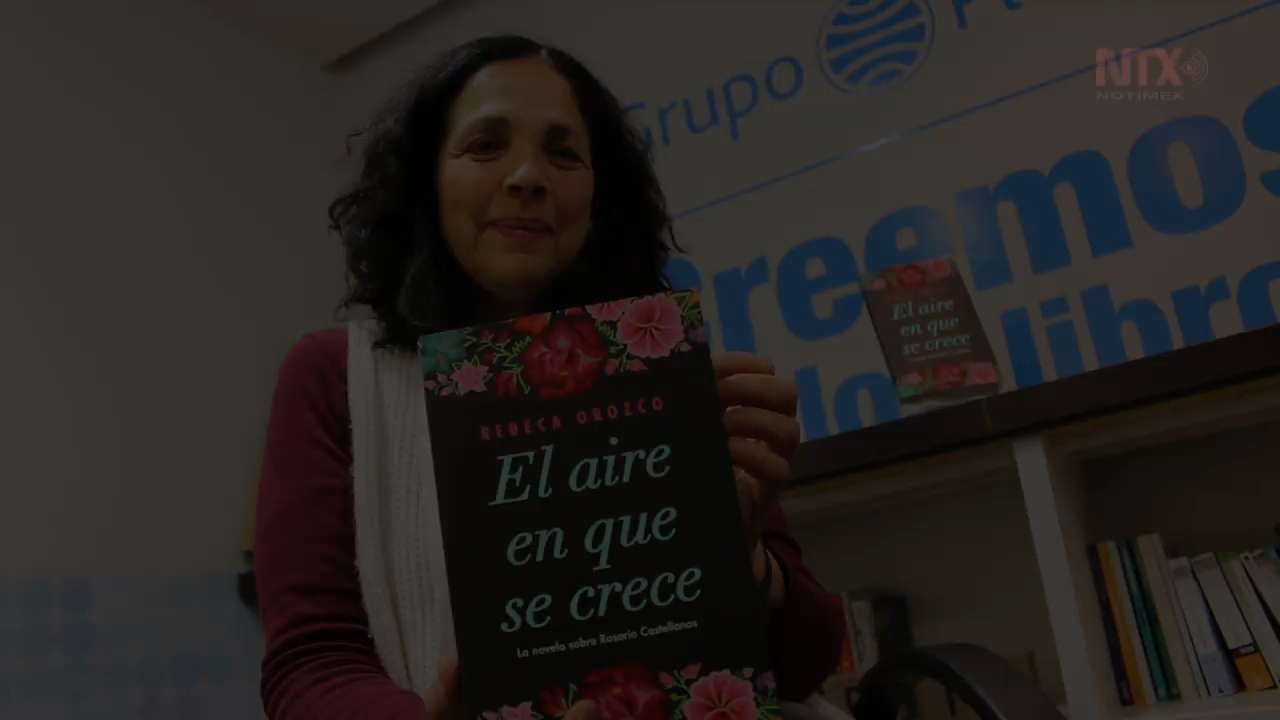 NTX
NOTIMEX
Grupo
creemos
libro
El aire
en que
se crece
REBECA OROZCO
El aire
en que
se crece
La novela sobre Rosario Castellanos